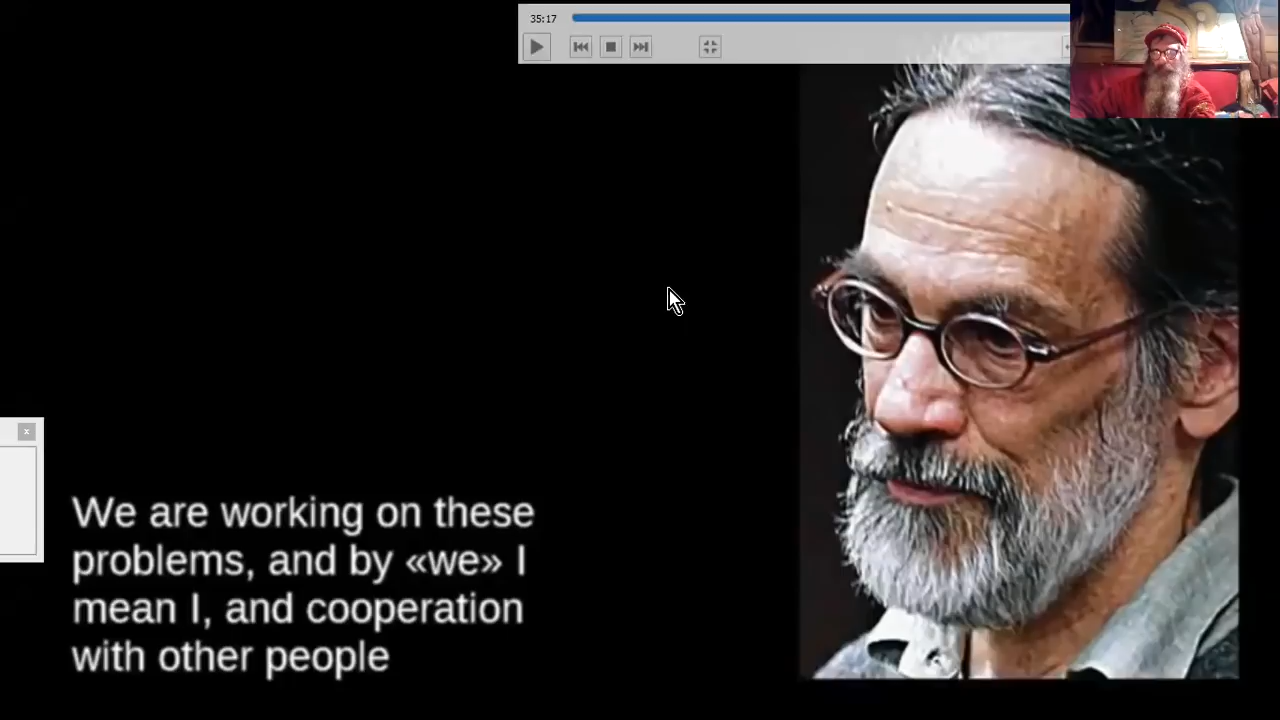 35:17
x
We are working on these
problems, and by «we» I
mean I, and cooperation
with other people